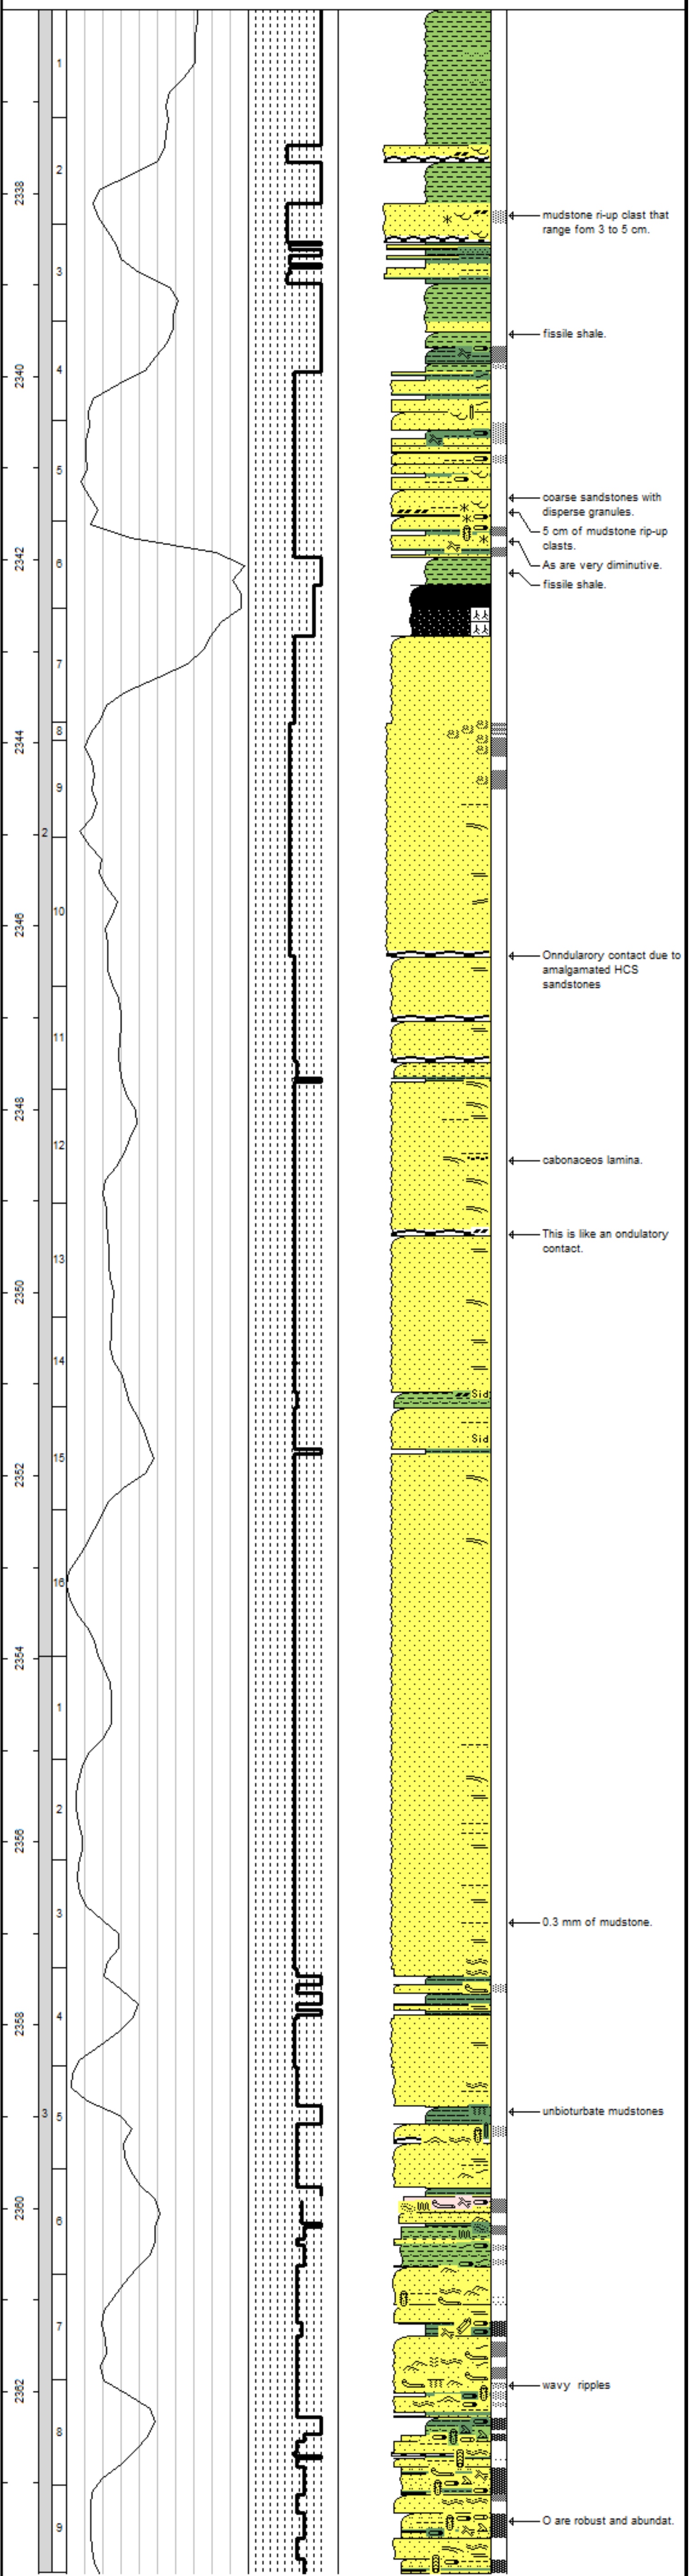 1
2
2338
mudstone ri-up clast that
range fom 3 to 5 cm.
3
fissile shale.
4
2340
5
coarse sandstones with
disperse granules.
5 cm of mudstone rip-up
clasts.
2342
6
As are very diminutive.
fissile shale.
7
8
2344
9
2
10
2346
Onndularory contact due to
amalgamated HCS
sandstones
11
2348
12
cabonaceos lamina.
This is like an ondulatory
contact.
13
2350
14
Sid
Sid
15
2352
16
2354
1
2
2356
3
0.3 mm of mudstone.
4
2358
3
5
unbioturbate mudstones
2360
6
7
2362
wavy ripples
8
O are robust and abundat.
9